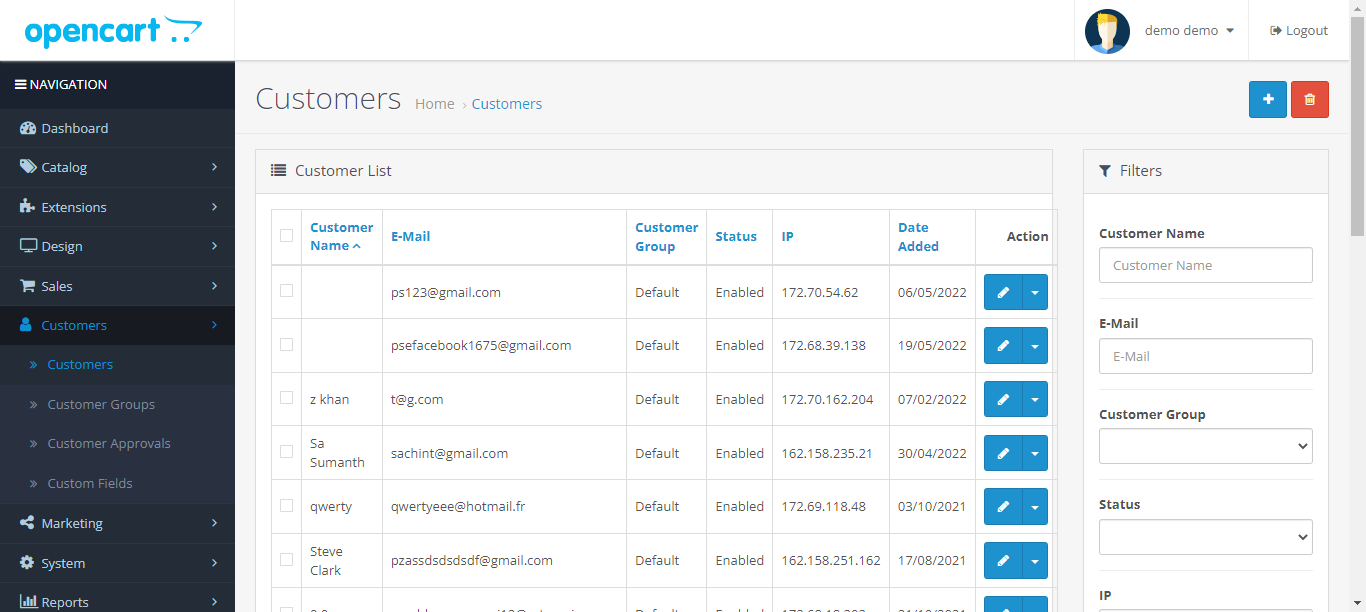 opencart
demo demo
Logout
NAVIGATION
Dashboard
Catalog
Extensions
Design
Sales
Customers
» Customers
» Customer Groups
» Customer Approvals
» Custom Fields
Marketing
System
Reports
Customers Home › Customers
Customer List
Customer Name E-Mail Customer Group Status IP Date Added Action
ps123@gmail.com Default Enabled 172.70.54.62 06/05/2022
psefacebook1675@gmail.com Default Enabled 172.68.39.138 19/05/2022
z khan t@g.com Default Enabled 172.70.162.204 07/02/2022
Sa Sumanth sachint@gmail.com Default Enabled 162.158.235.21 30/04/2022
qwerty qwertyeee@hotmail.fr Default Enabled 172.69.118.48 03/10/2021
Steve Clark pzassdsdsdsdf@gmail.com Default Enabled 162.158.251.162 17/08/2021
Default Enabled
Filters
Customer Name
Customer Name
E-Mail
E-Mail
Customer Group
Status
IP